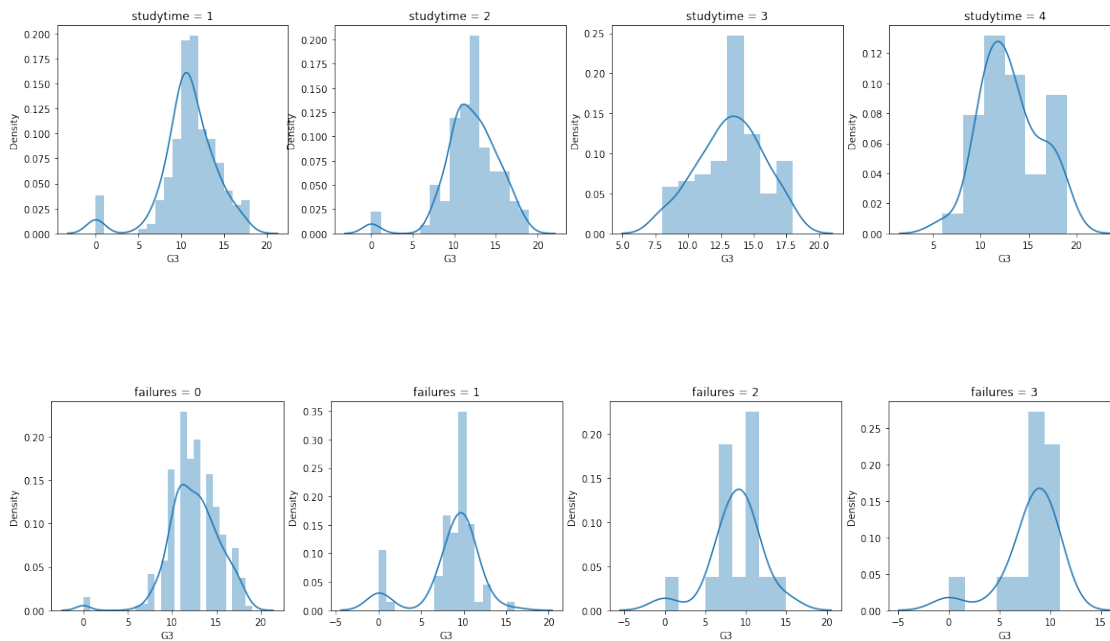 studytime = 1
0.200
0.175
0.150
0.125
0.100
0.075
0.050
0.025
0.000
Density
0 5 10 15 20
G3
studytime = 2
0.200
0.175
0.150
0.125
0.100
0.075
0.050
0.025
0.000
Density
0 5 10 15 20
G3
studytime = 3
0.25
0.20
0.15
0.10
0.05
0.00
Density
5.0 7.5 10.0 12.5 15.0 17.5 20.0
G3
studytime = 4
0.12
0.10
0.08
0.06
0.04
0.02
0.00
Density
5 10 15 20
G3
failures = 0
0.20
0.15
0.10
0.05
0.00
Density
0 5 10 15 20
G3
failures = 1
0.35
0.30
0.25
0.20
0.15
0.10
0.05
0.00
Density
−5 0 5 10 15 20
G3
failures = 2
0.20
0.15
0.10
0.05
0.00
Density
−5 0 5 10 15 20
G3
failures = 3
0.25
0.20
0.15
0.10
0.05
0.00
Density
−5 0 5 10 15
G3